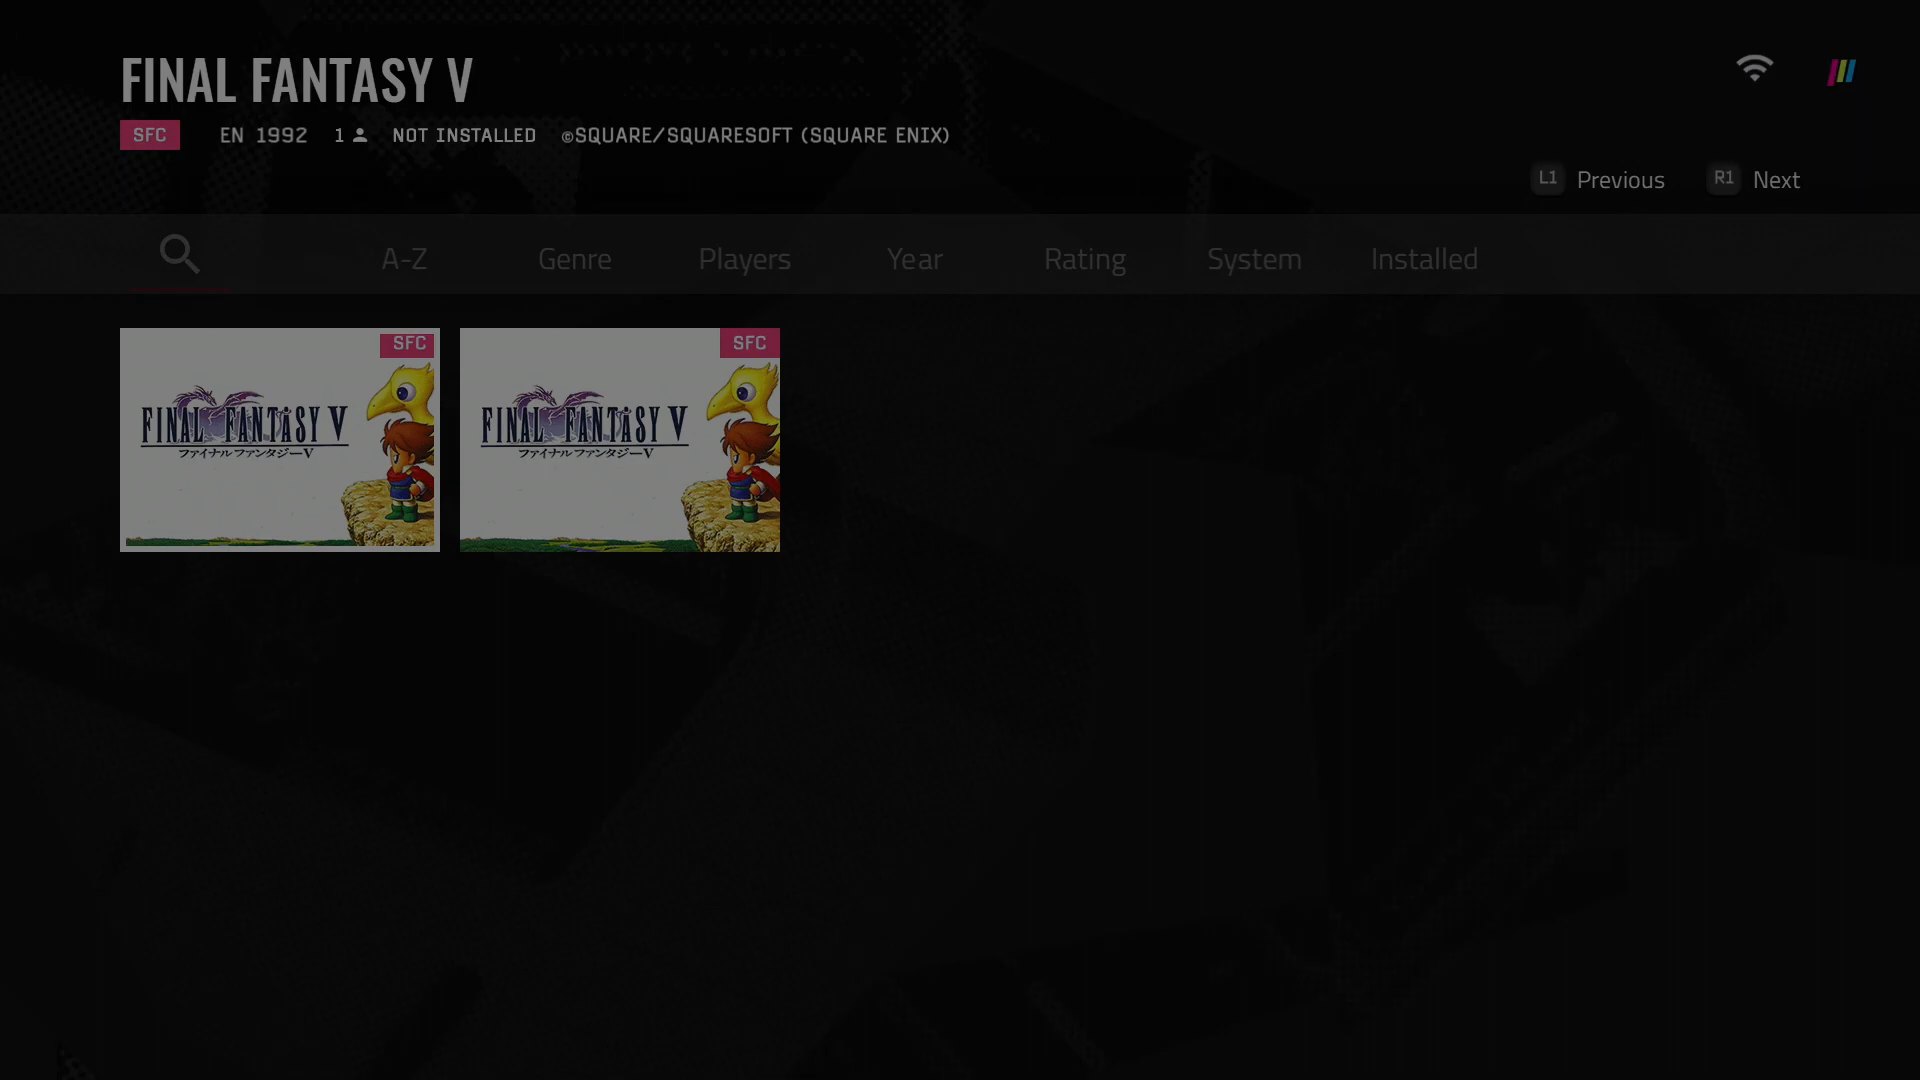 FINAL FANTASY V
SFC EN 1992 1 NOT INSTALLED ©SQUARE/SQUARESOFT (SQUARE ENIX)
L1 Previous R1 Next
A-Z Genre Players Year Rating System Installed
SFC
FINAL FANTASY V
ファイナルファンタジーV
SFC
FINAL FANTASY V
ファイナルファンタジーV